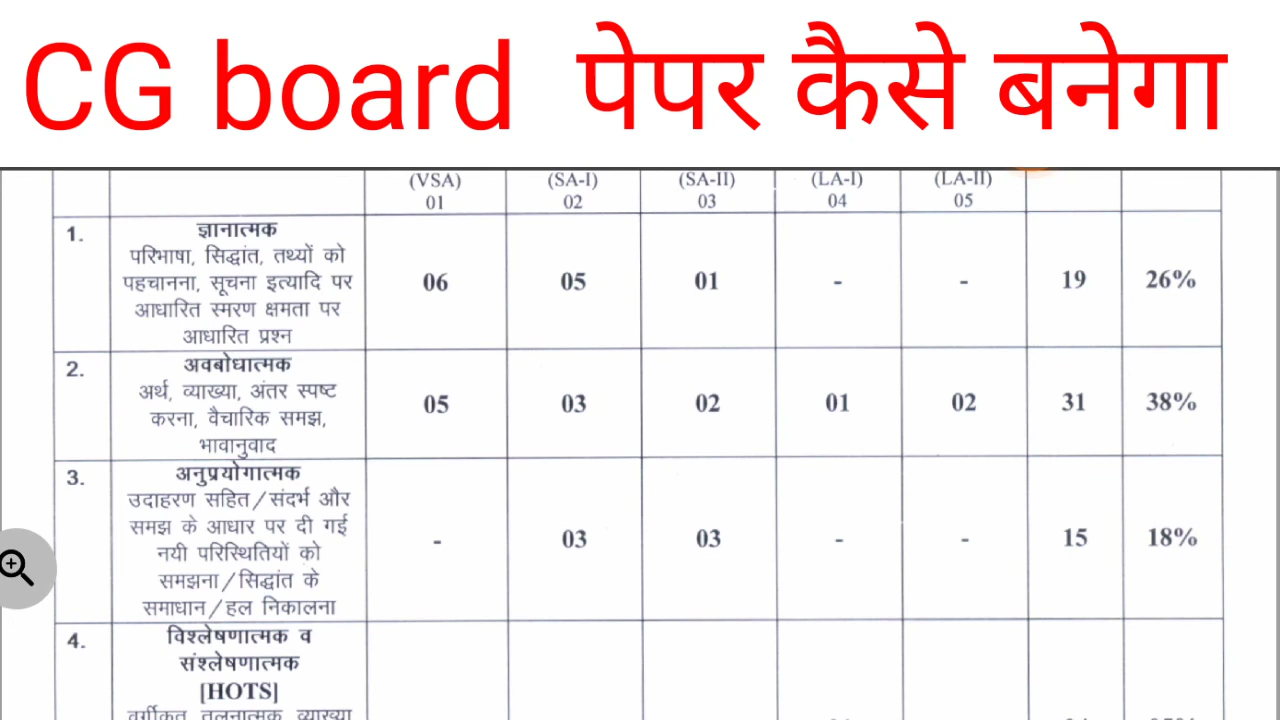 CG board पेपर कैसे बनेगा
(VSA) (SA-I) (SA-II) (LA-I) (LA-II)
01 02 03 04 05
1. ज्ञानात्मक
परिभाषा, सिद्धांत, तथ्यों को
पहचानना, सूचना इत्यादि पर
आधारित स्मरण क्षमता पर
आधारित प्रश्न
06 05 01 - - 19 26%
2. अवबोधात्मक
अर्थ, व्याख्या, अंतर स्पष्ट
करना, वैचारिक समझ,
भावानुवाद
05 03 02 01 02 31 38%
3. अनुप्रयोगात्मक
उदाहरण सहित/संदर्भ और
समझ के आधार पर दी गई
नयी परिस्थितियों को
समझना/सिद्धांत के
समाधान/हल निकालना
- 03 03 - - 15 18%
4. विश्लेषणात्मक व
संश्लेषणात्मक
[HOTS]
वर्गीकृत तुलनात्मक व्याख्या